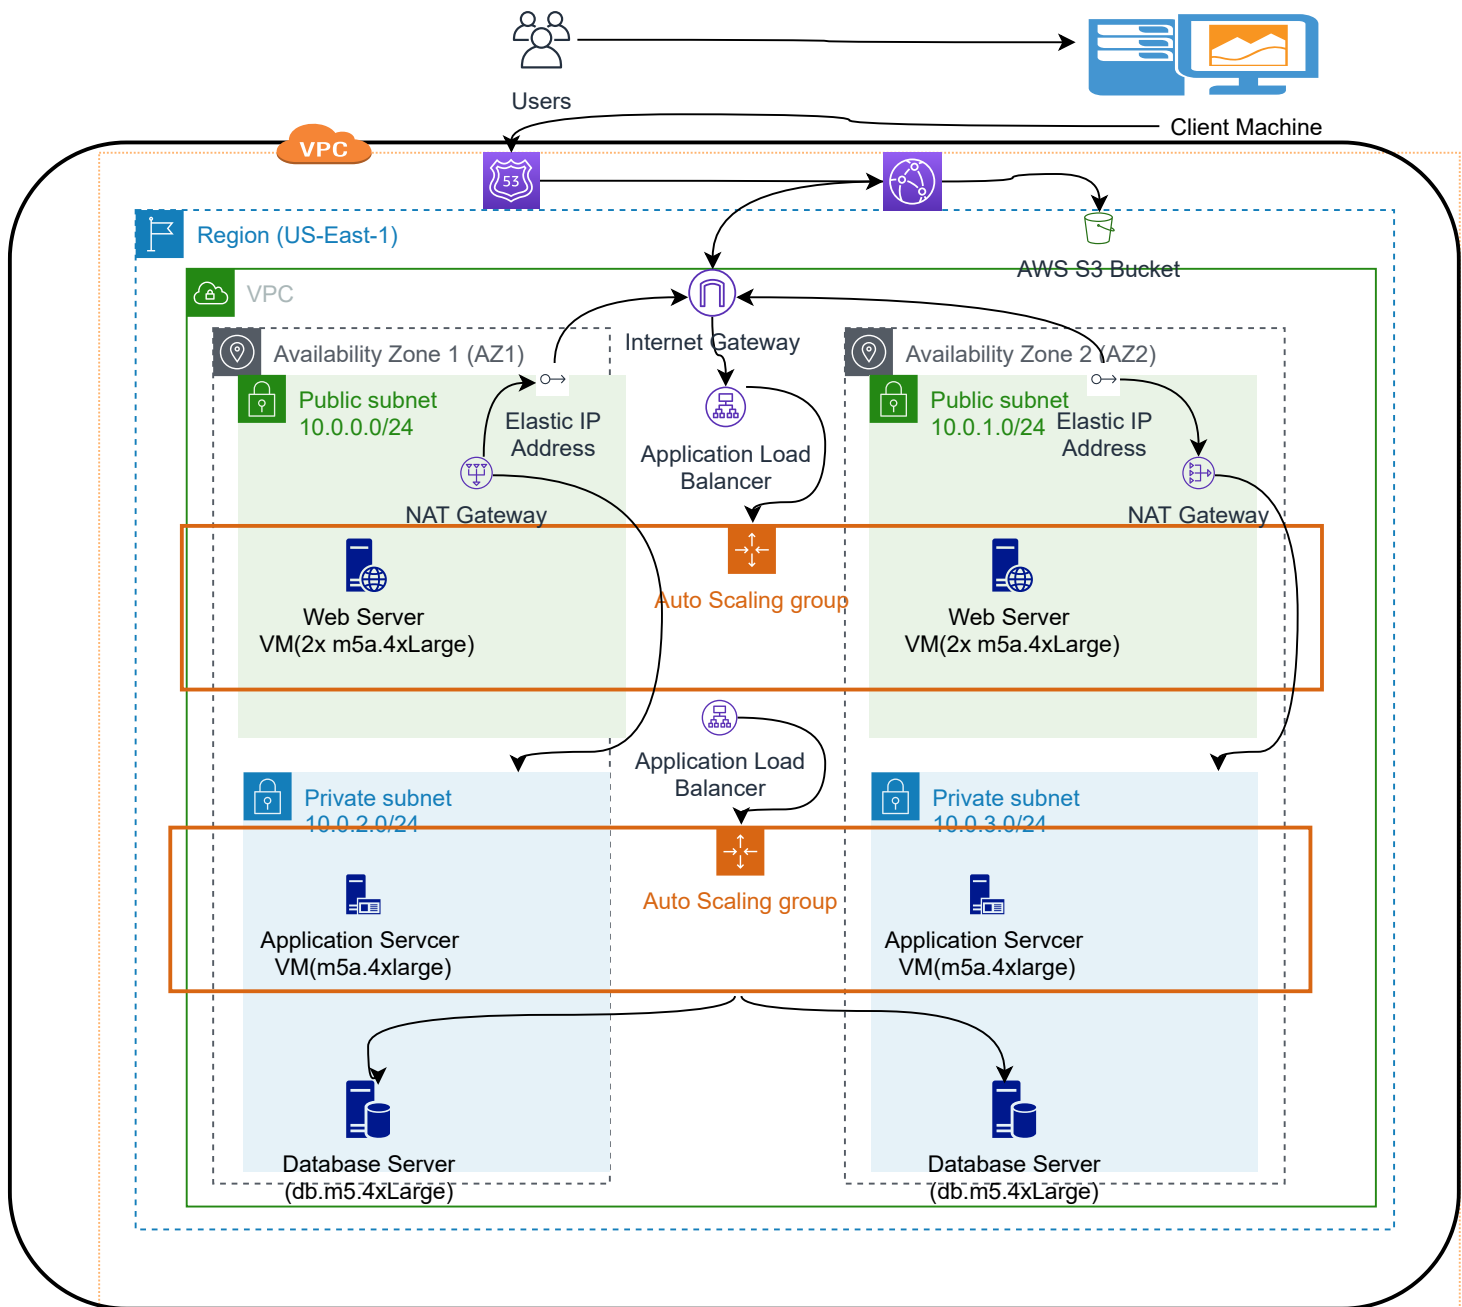 Users
Client Machine
VPC
53
Region (US-East-1)
AWS S3 Bucket
VPC
Internet Gateway
Availability Zone 1 (AZ1)
Availability Zone 2 (AZ2)
Public subnet
10.0.0.0/24
Elastic IP
Address
Application Load
Balancer
Public subnet
10.0.1.0/24
Elastic IP
Address
NAT Gateway
NAT Gateway
Web Server
VM(2x m5a.4xLarge)
Auto Scaling group
Web Server
VM(2x m5a.4xLarge)
Application Load
Balancer
Private subnet
10.0.2.0/24
Private subnet
10.0.3.0/24
Auto Scaling group
Application Servcer
VM(m5a.4xlarge)
Application Servcer
VM(m5a.4xlarge)
Database Server
(db.m5.4xLarge)
Database Server
(db.m5.4xLarge)